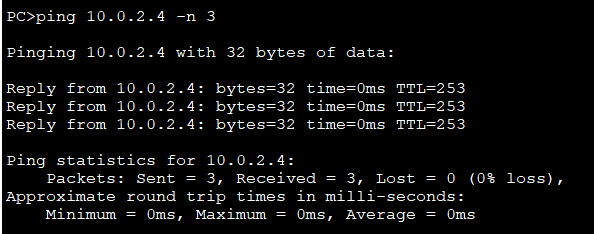 PC>ping 10.0.2.4 -n 3
Pinging 10.0.2.4 with 32 bytes of data:
Reply from 10.0.2.4: bytes=32 time=0ms TTL=253
Reply from 10.0.2.4: bytes=32 time=0ms TTL=253
Reply from 10.0.2.4: bytes=32 time=0ms TTL=253
Ping statistics for 10.0.2.4:
Packets: Sent = 3, Received = 3, Lost = 0 (0% loss),
Approximate round trip times in milli-seconds:
Minimum = 0ms, Maximum = 0ms, Average = 0ms